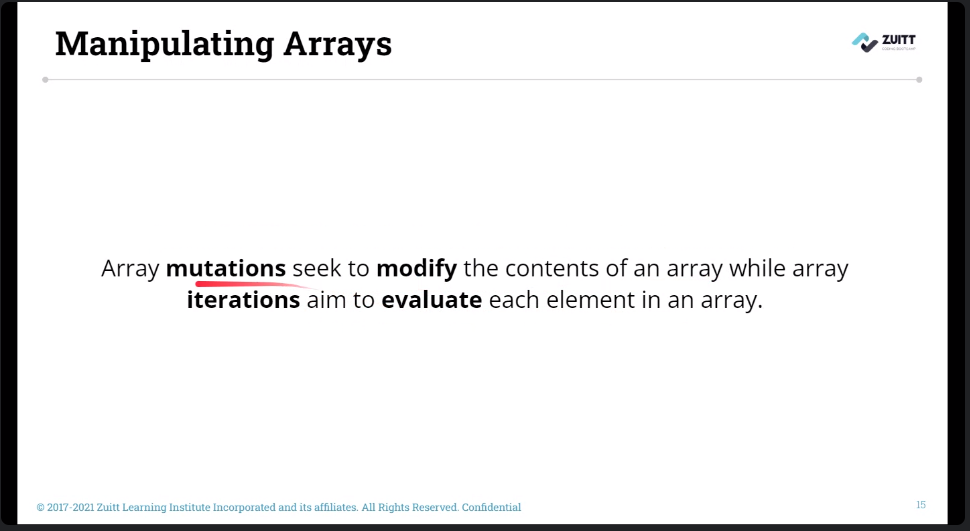 Manipulating Arrays
ZUITT
Array mutations seek to modify the contents of an array while array
iterations aim to evaluate each element in an array.
© 2017-2021 Zuitt Learning Institute Incorporated and its affiliates. All Rights Reserved. Confidential
15